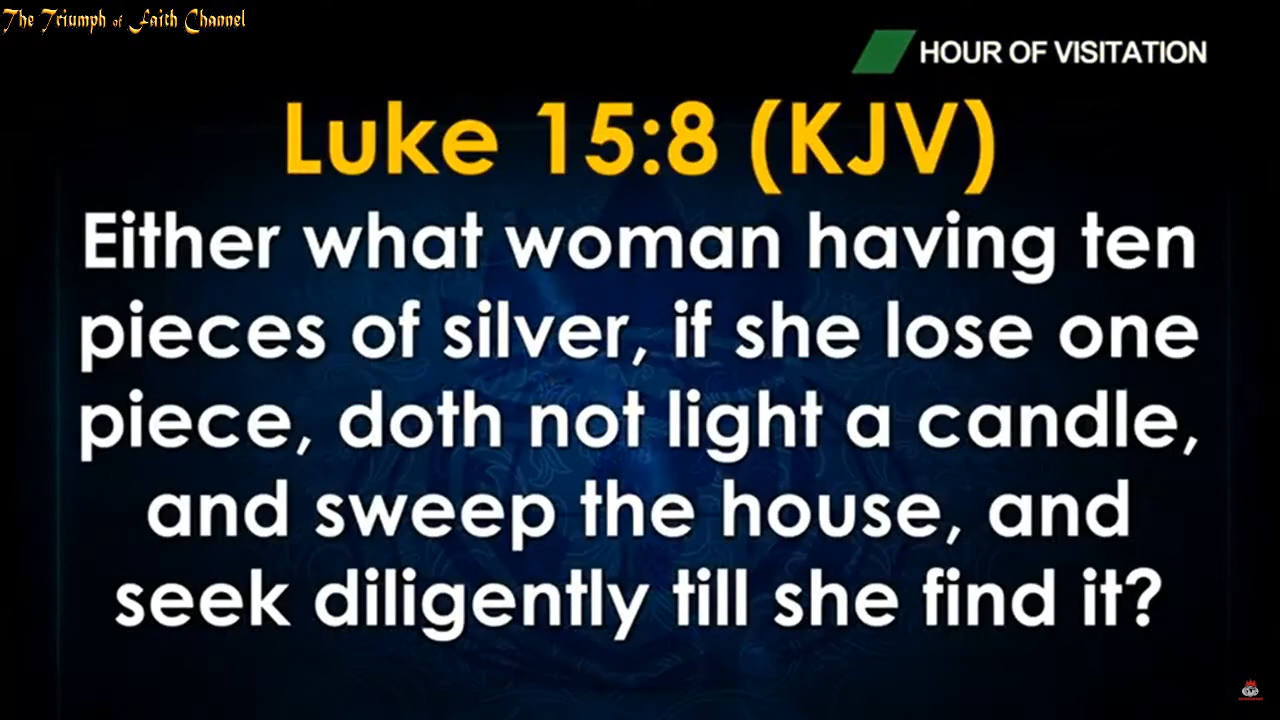 The Triumph of Faith Channel
HOUR OF VISITATION
Luke 15:8 (KJV)
Either what woman having ten
pieces of silver, if she lose one
piece, doth not light a candle,
and sweep the house, and
seek diligently till she find it?